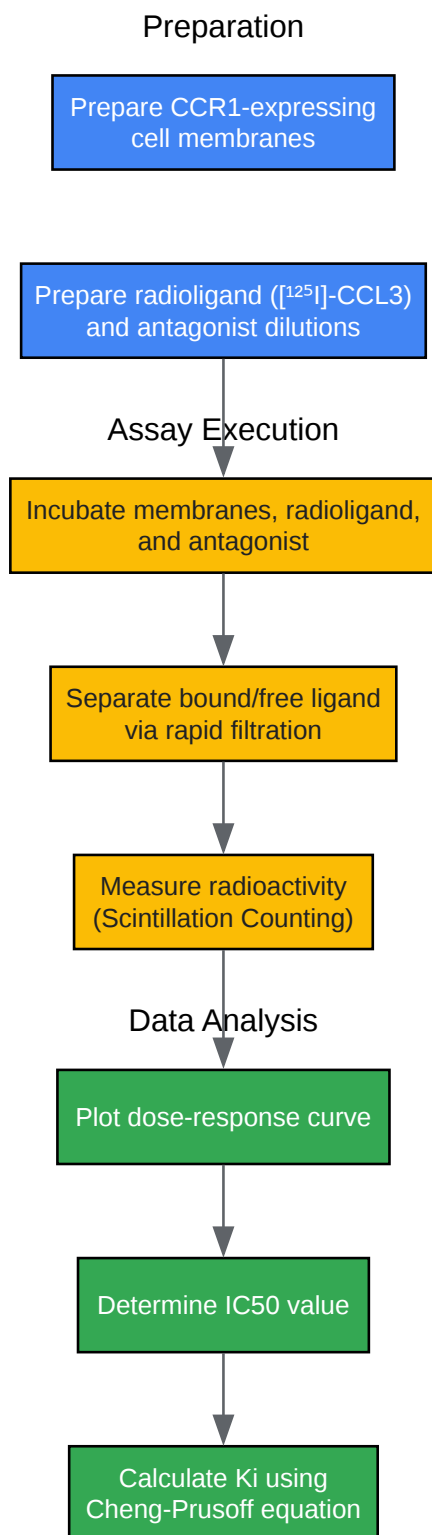 Preparation
Prepare CCR1-expressing
cell membranes
Prepare radioligand ([¹²⁵I]-CCL3)
and antagonist dilutions
Assay Execution
Incubate membranes, radioligand,
and antagonist
Separate bound/free ligand
via rapid filtration
Measure radioactivity
(Scintillation Counting)
Data Analysis
Plot dose-response curve
Determine IC50 value
Calculate Ki using
Cheng-Prusoff equation